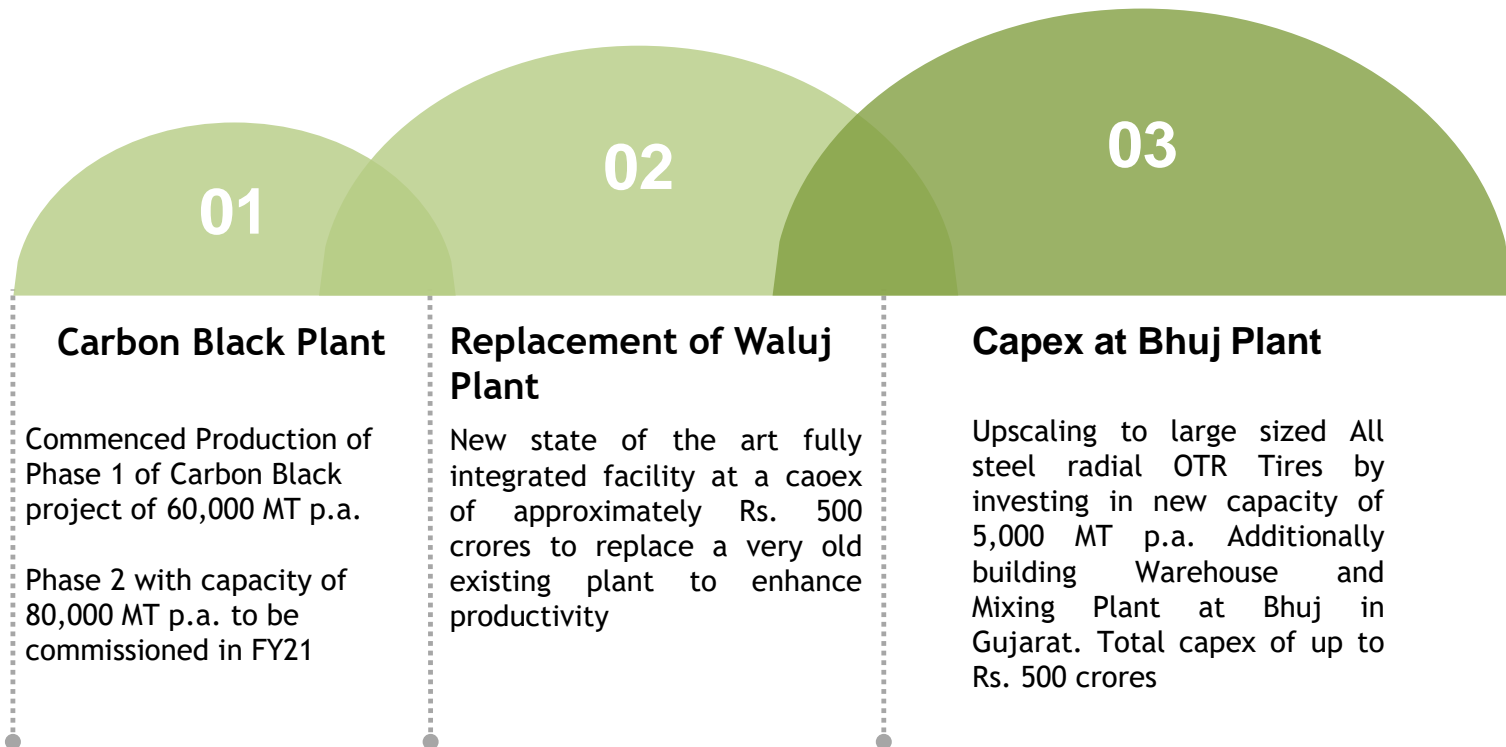 01
02
03
Carbon Black Plant
Commenced Production of
Phase 1 of Carbon Black
project of 60,000 MT p.a.
Phase 2 with capacity of
80,000 MT p.a. to be
commissioned in FY21
Replacement of Waluj
Plant
New state of the art fully
integrated facility at a caoex
of approximately Rs. 500
crores to replace a very old
existing plant to enhance
productivity
Capex at Bhuj Plant
Upscaling to large sized All
steel radial OTR Tires by
investing in new capacity of
5,000 MT p.a. Additionally
building Warehouse and
Mixing Plant at Bhuj in
Gujarat. Total capex of up to
Rs. 500 crores